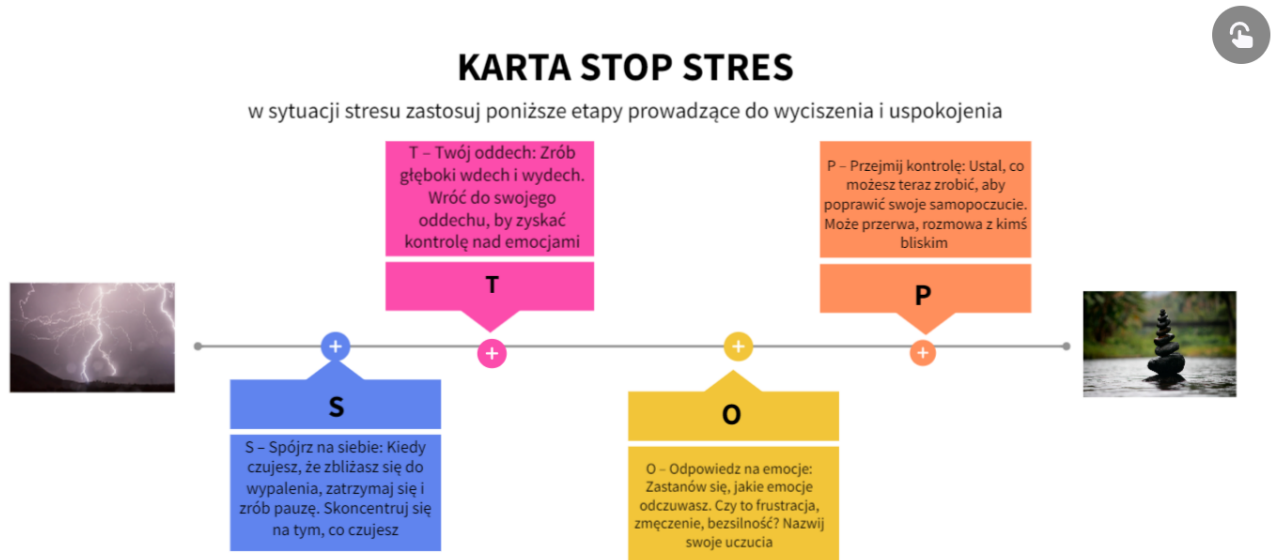 KARTA STOP STRES
w sytuacji stresu zastosuj poniższe etapy prowadzące do wyciszenia i uspokojenia
S
S – Spójrz na siebie: Kiedy
czujesz, że zbliżasz się do
wypalenia, zatrzymaj się i
zrób pauzę. Skoncentruj się
na tym, co czujesz
T – Twój oddech: Zrób
głęboki wdech i wydech.
Wróć do swojego
oddechu, by zyskać
kontrolę nad emocjami
T
O
O – Odpowiedz na emocje:
Zastanów się, jakie emocje
odczuwasz. Czy to frustracja,
zmęczenie, bezsilność? Nazwij
swoje uczucia
P – Przejmij kontrolę: Ustal, co
możesz teraz zrobić, aby
poprawić swoje samopoczucie.
Może przerwa, rozmowa z kimś
bliskim
P